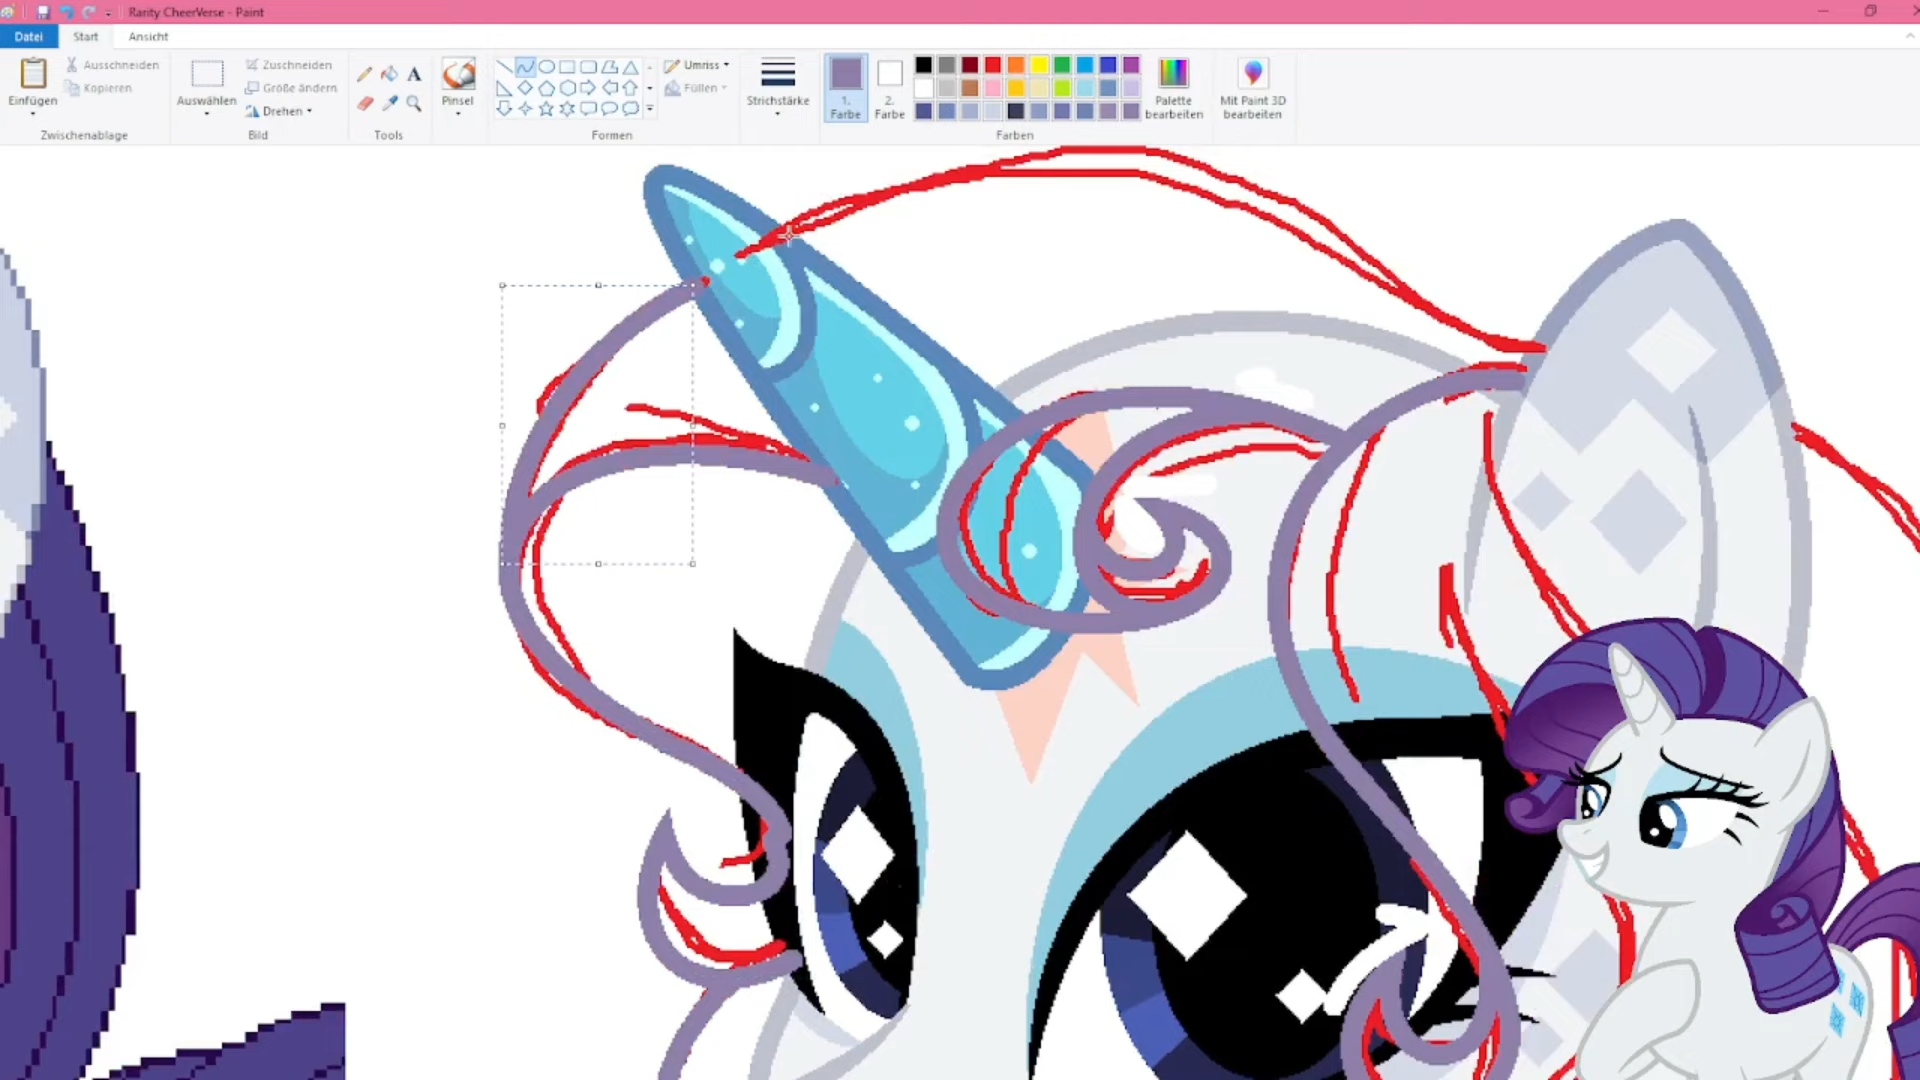 Rarity CheerVerse - Paint
Datei Start Ansicht
Einfügen
Ausschneiden
Kopieren
Zwischenablage
Auswählen
Zuschneiden
Größe ändern
Drehen
Bild
A
Tools
Pinsel
Umriss
Füllen
Formen
Strichstärke
1.
Farbe
2.
Farbe
Palette
bearbeiten
Farben
Mit Paint 3D
bearbeiten